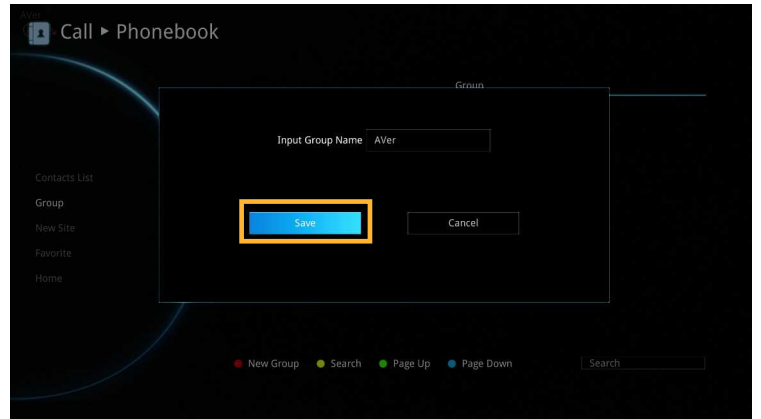 AVer
Call ▸ Phonebook
Group
Input Group Name AVer
Contacts List
Group
New Site
Favorite
Home
Save Cancel
New Group Search Page Up Page Down Search